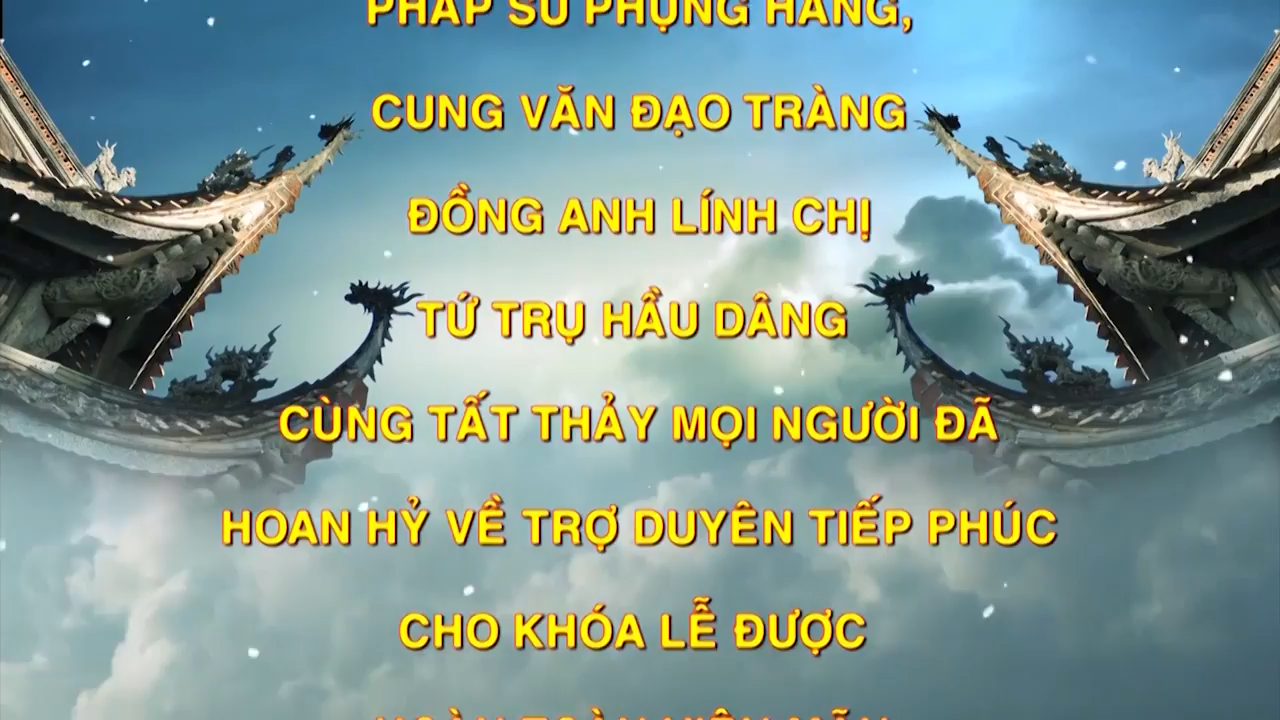 PHÁP SƯ PHỤNG HÀNH,
CUNG VĂN ĐẠO TRÀNG
ĐỒNG ANH LÍNH CHỊ
TỨ TRỤ HẦU DÂNG
CÙNG TẤT THẢY MỌI NGƯỜI ĐÃ
HOAN HỶ VỀ TRỢ DUYÊN TIẾP PHÚC
CHO KHÓA LỄ ĐƯỢC